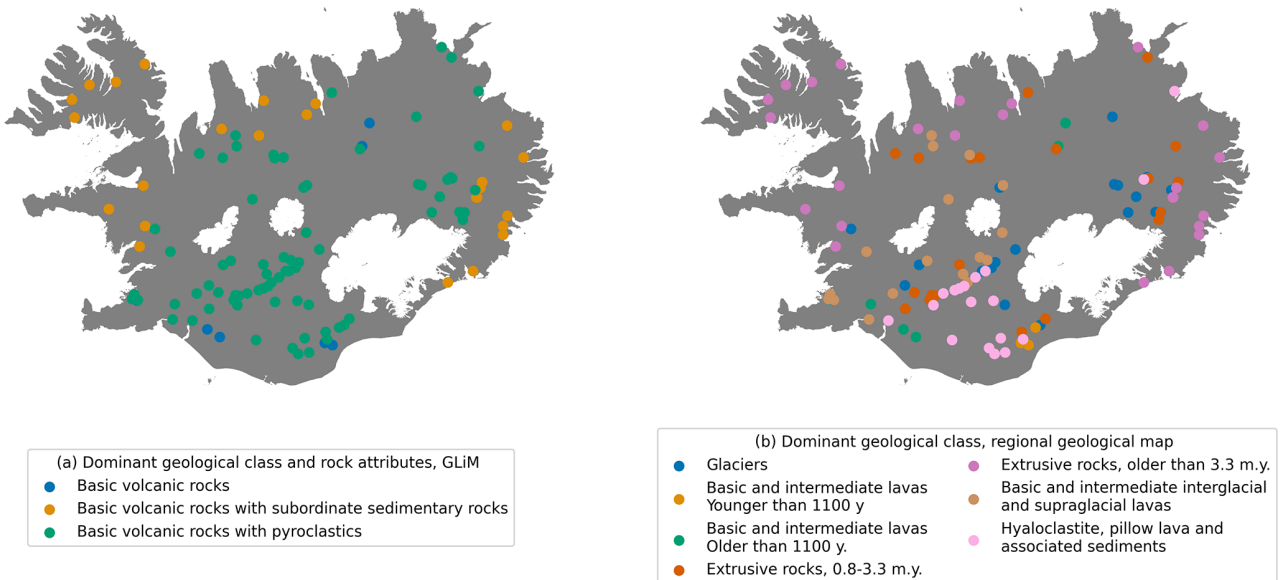 (a) Dominant geological class and rock attributes, GLiM
Basic volcanic rocks
Basic volcanic rocks with subordinate sedimentary rocks
Basic volcanic rocks with pyroclastics
(b) Dominant geological class, regional geological map
Glaciers
Basic and intermediate lavas
Younger than 1100 y
Basic and intermediate lavas
Older than 1100 y.
Extrusive rocks, 0.8-3.3 m.y.
Extrusive rocks, older than 3.3 m.y.
Basic and intermediate interglacial
and supraglacial lavas
Hyaloclastite, pillow lava and
associated sediments